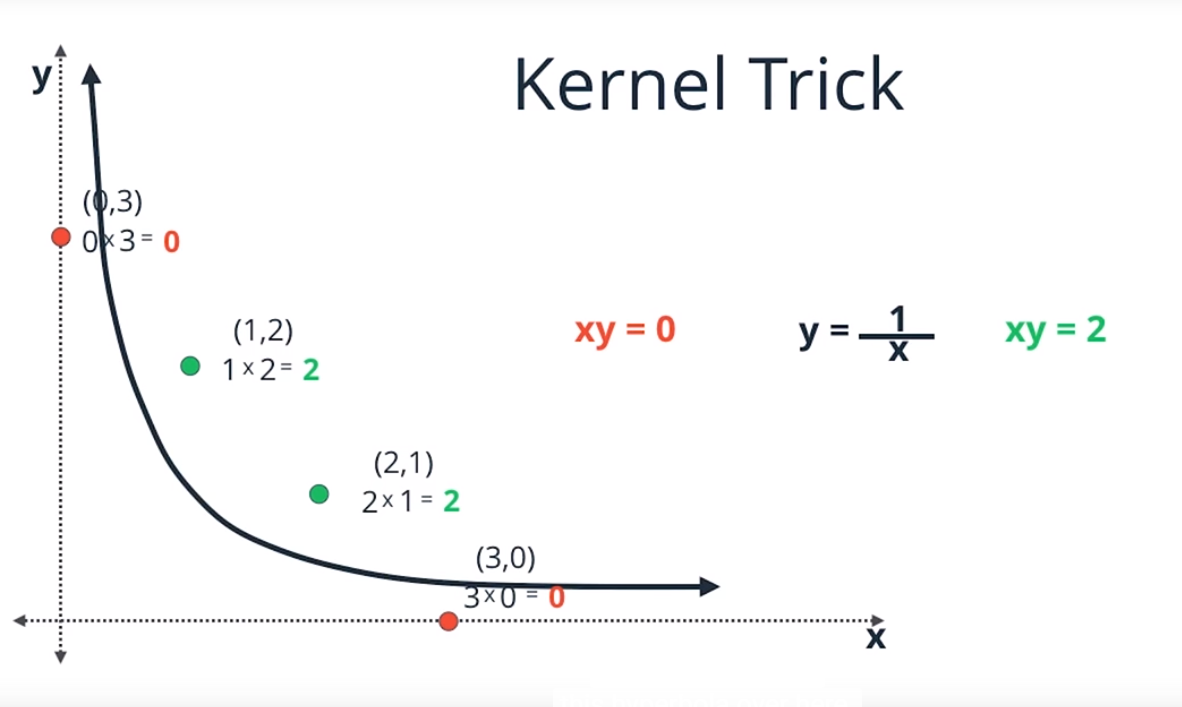 Kernel Trick
y
(0,3)
0×3= 0
(1,2)
1×2= 2
xy = 0
y = 1/x
xy = 2
(2,1)
2×1= 2
(3,0)
3×0 = 0
x